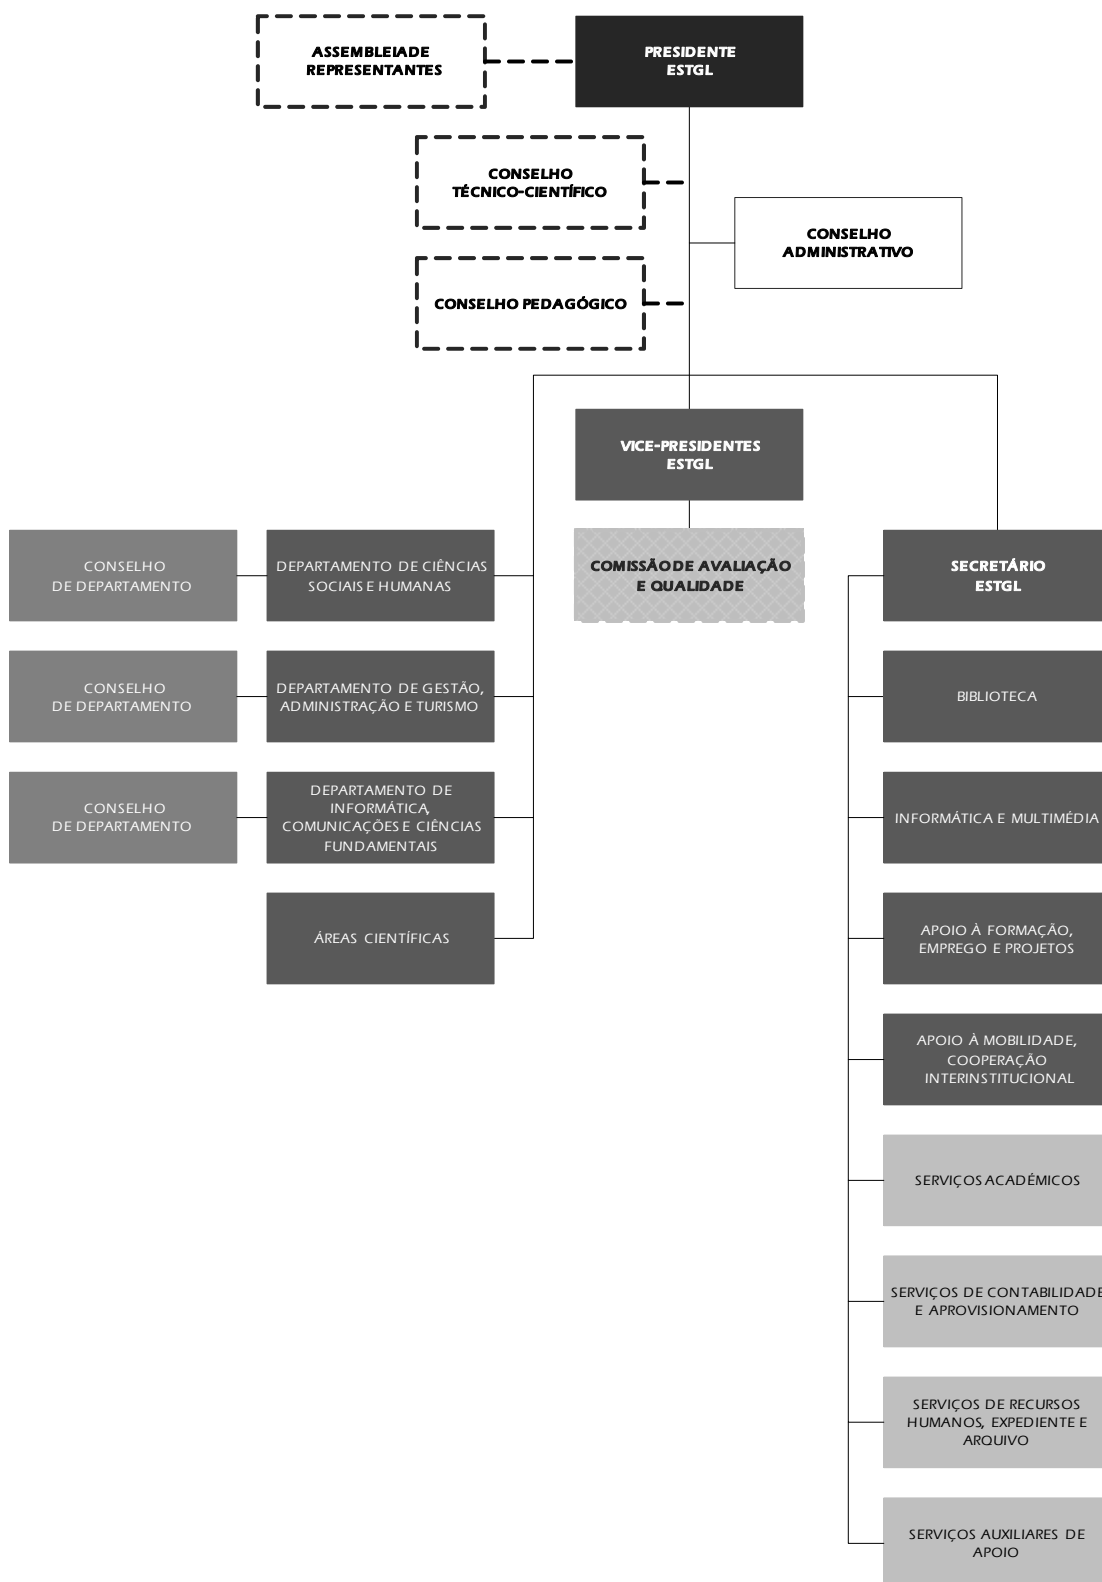 ASSEMBLEIA DE
REPRESENTANTES
PRESIDENTE
ESTGL
CONSELHO
TÉCNICO-CIENTÍFICO
CONSELHO
ADMINISTRATIVO
CONSELHO PEDAGÓGICO
VICE-PRESIDENTES
ESTGL
CONSELHO
DE DEPARTAMENTO
DEPARTAMENTO DE CIÊNCIAS
SOCIAIS E HUMANAS
COMISSÃO DE AVALIAÇÃO
E QUALIDADE
SECRETÁRIO
ESTGL
CONSELHO
DE DEPARTAMENTO
DEPARTAMENTO DE GESTÃO,
ADMINISTRAÇÃO E TURISMO
BIBLIOTECA
CONSELHO
DE DEPARTAMENTO
DEPARTAMENTO DE
INFORMÁTICA,
COMUNICAÇÕES E CIÊNCIAS
FUNDAMENTAIS
INFORMÁTICA E MULTIMÉDIA
ÁREAS CIENTÍFICAS
APOIO À FORMAÇÃO,
EMPREGO E PROJETOS
APOIO À MOBILIDADE,
COOPERAÇÃO
INTERINSTITUCIONAL
SERVIÇOS ACADÉMICOS
SERVIÇOS DE CONTABILIDADE
E APROVISIONAMENTO
SERVIÇOS DE RECURSOS
HUMANOS, EXPEDIENTE E
ARQUIVO
SERVIÇOS AUXILIARES DE
APOIO